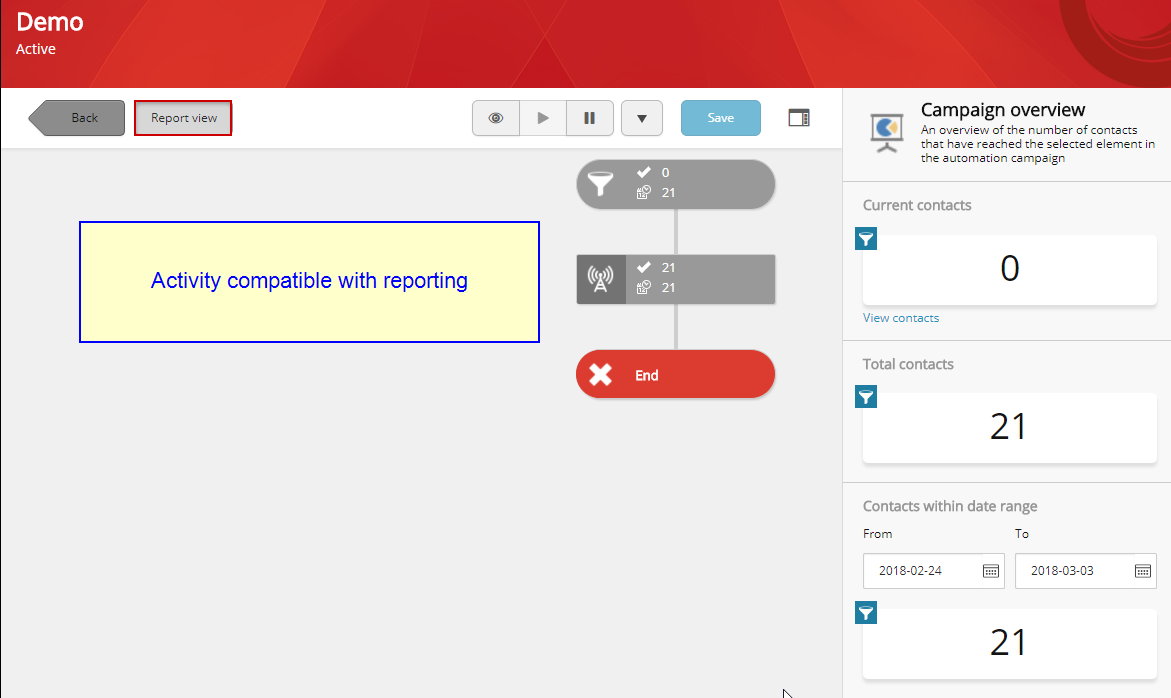 Demo
Active
Back
Report view
Save
0
21
21
21
End
Activity compatible with reporting
Campaign overview
An overview of the number of contacts
that have reached the selected element in
the automation campaign
Current contacts
0
View contacts
Total contacts
21
Contacts within date range
From To
2018-02-24 2018-03-03
21